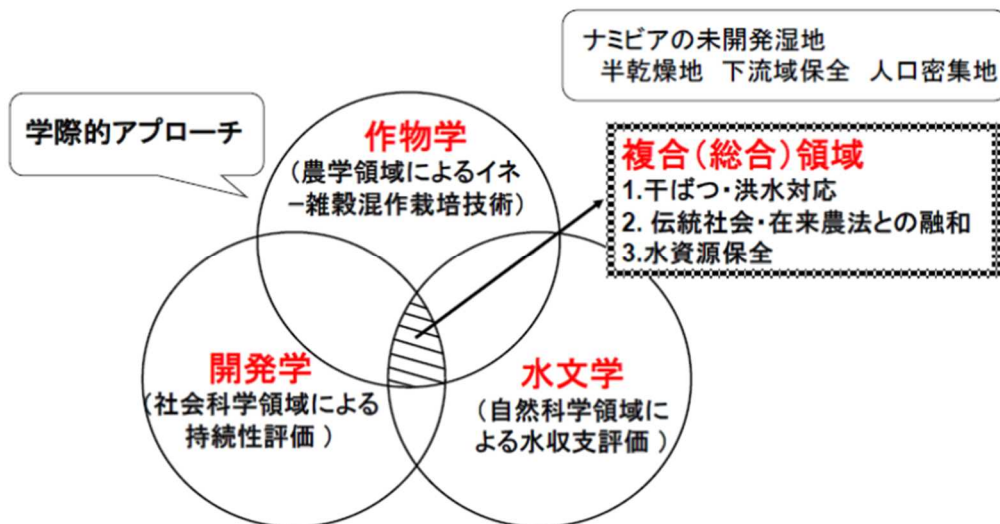 ナミビアの未開発湿地
半乾燥地 下流域保全 人口密集地
学際的アプローチ
作物学
(農学領域によるイネ
－雑穀混作栽培技術)
複合(総合)領域
1.干ばつ・洪水対応
2. 伝統社会・在来農法との融和
3.水資源保全
開発学
(社会科学領域による
持続性評価 )
水文学
(自然科学領域に
よる水収支評価 )